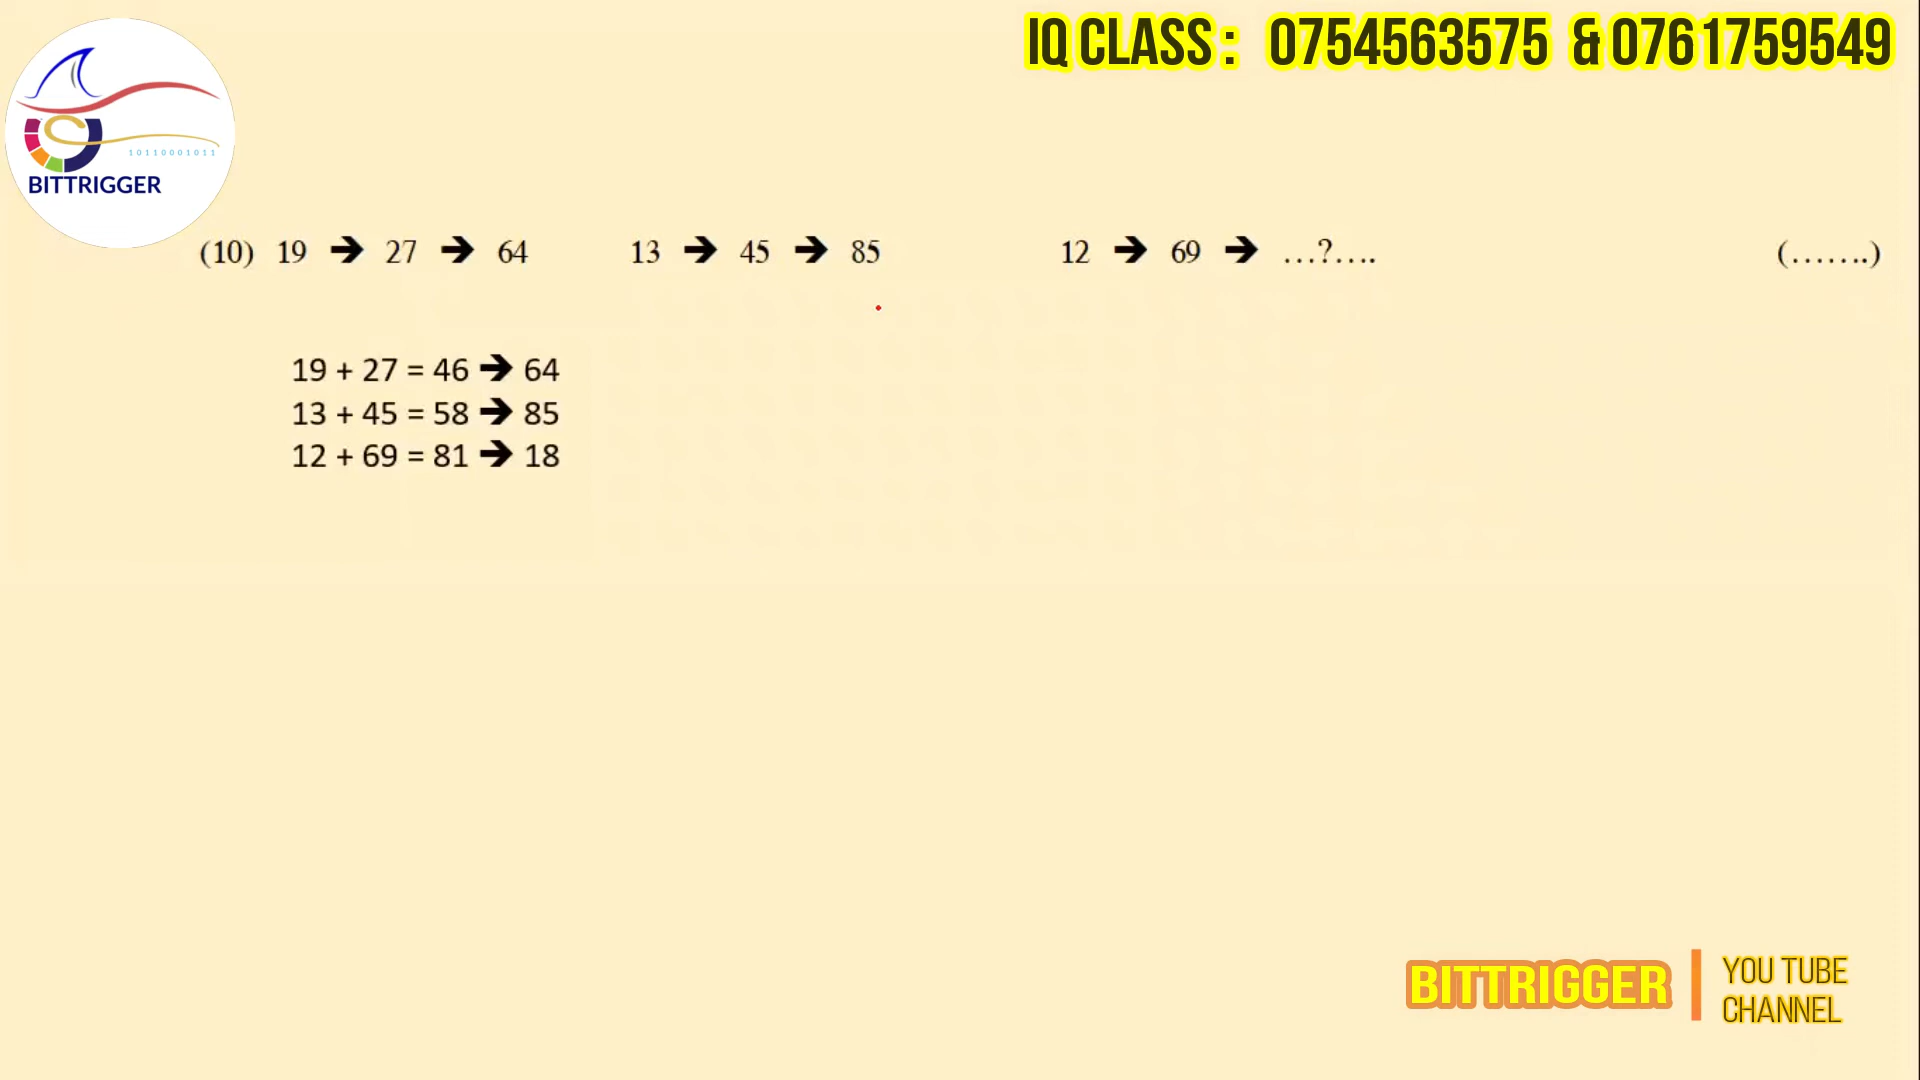 IQ CLASS : 0754563575 & 0761759549
10110001011
BITTRIGGER
(10) 19 ➔ 27 ➔ 64 13 ➔ 45 ➔ 85 12 ➔ 69 ➔ …?…. (…….)
19 + 27 = 46 ➔ 64
13 + 45 = 58 ➔ 85
12 + 69 = 81 ➔ 18
BITTRIGGER
YOU TUBE
CHANNEL